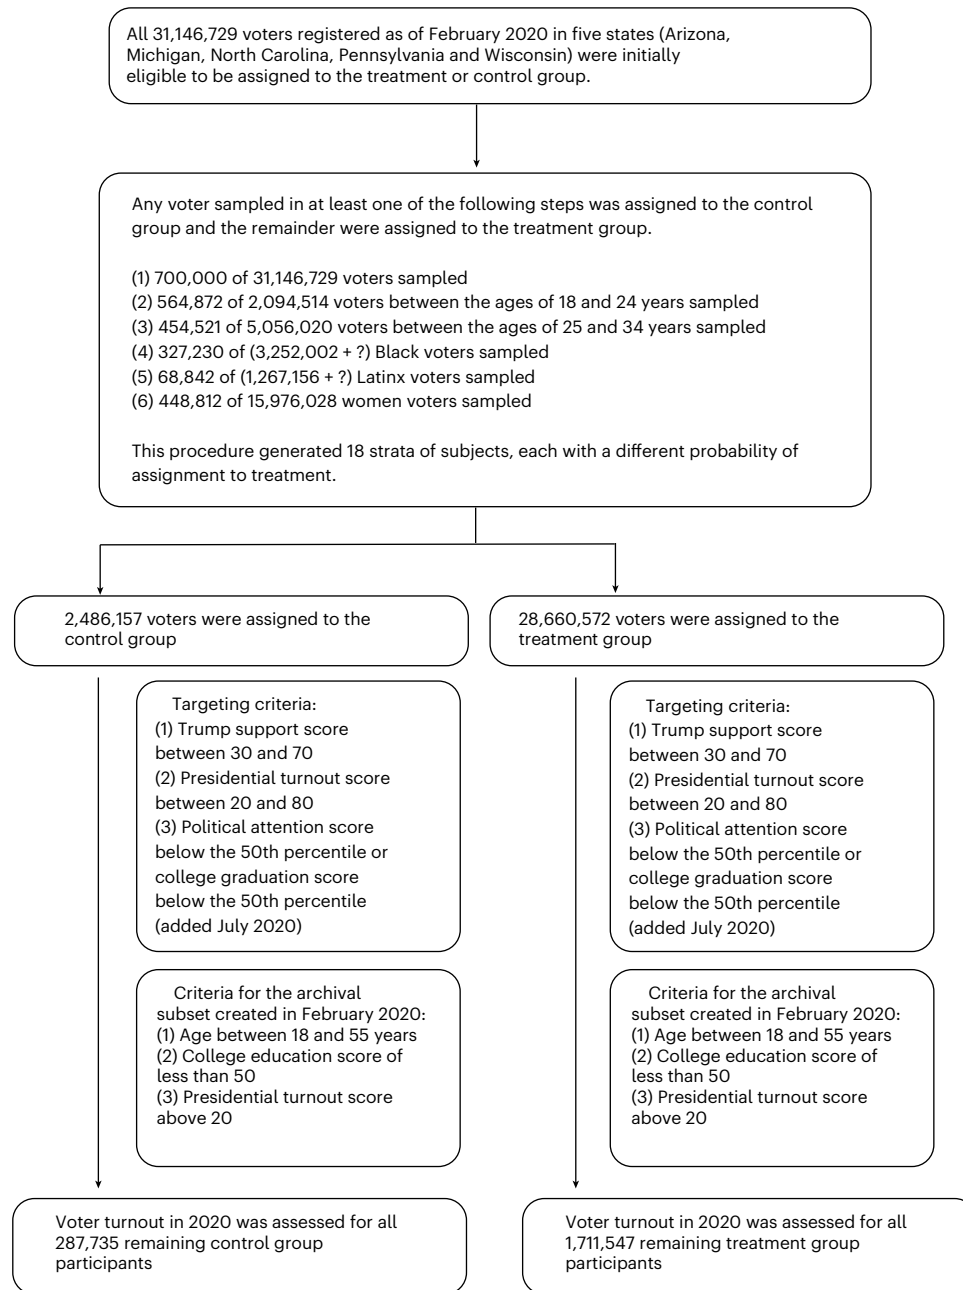 All 31,146,729 voters registered as of February 2020 in five states (Arizona,
Michigan, North Carolina, Pennsylvania and Wisconsin) were initially
eligible to be assigned to the treatment or control group.
Any voter sampled in at least one of the following steps was assigned to the control
group and the remainder were assigned to the treatment group.
(1) 700,000 of 31,146,729 voters sampled
(2) 564,872 of 2,094,514 voters between the ages of 18 and 24 years sampled
(3) 454,521 of 5,056,020 voters between the ages of 25 and 34 years sampled
(4) 327,230 of (3,252,002 + ?) Black voters sampled
(5) 68,842 of (1,267,156 + ?) Latinx voters sampled
(6) 448,812 of 15,976,028 women voters sampled
This procedure generated 18 strata of subjects, each with a different probability of
assignment to treatment.
2,486,157 voters were assigned to the
control group
28,660,572 voters were assigned to the
treatment group
Targeting criteria:
(1) Trump support score
between 30 and 70
(2) Presidential turnout score
between 20 and 80
(3) Political attention score
below the 50th percentile or
college graduation score
below the 50th percentile
(added July 2020)
Targeting criteria:
(1) Trump support score
between 30 and 70
(2) Presidential turnout score
between 20 and 80
(3) Political attention score
below the 50th percentile or
college graduation score
below the 50th percentile
(added July 2020)
Criteria for the archival
subset created in February 2020:
(1) Age between 18 and 55 years
(2) College education score of
less than 50
(3) Presidential turnout score
above 20
Criteria for the archival
subset created in February 2020:
(1) Age between 18 and 55 years
(2) College education score of
less than 50
(3) Presidential turnout score
above 20
Voter turnout in 2020 was assessed for all
287,735 remaining control group
participants
Voter turnout in 2020 was assessed for all
1,711,547 remaining treatment group
participants